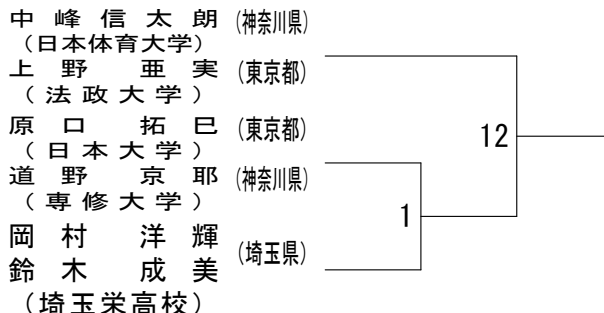 中峰信太朗 (神奈川県)
(日本体育大学)
上野 亜実 (東京都)
(法政大学)
原口 拓巳 (東京都)
(日本大学)
道野 京耶 (神奈川県)
(専修大学)
岡村 洋輝
(埼玉県)
鈴木 成美
(埼玉栄高校)
12
1